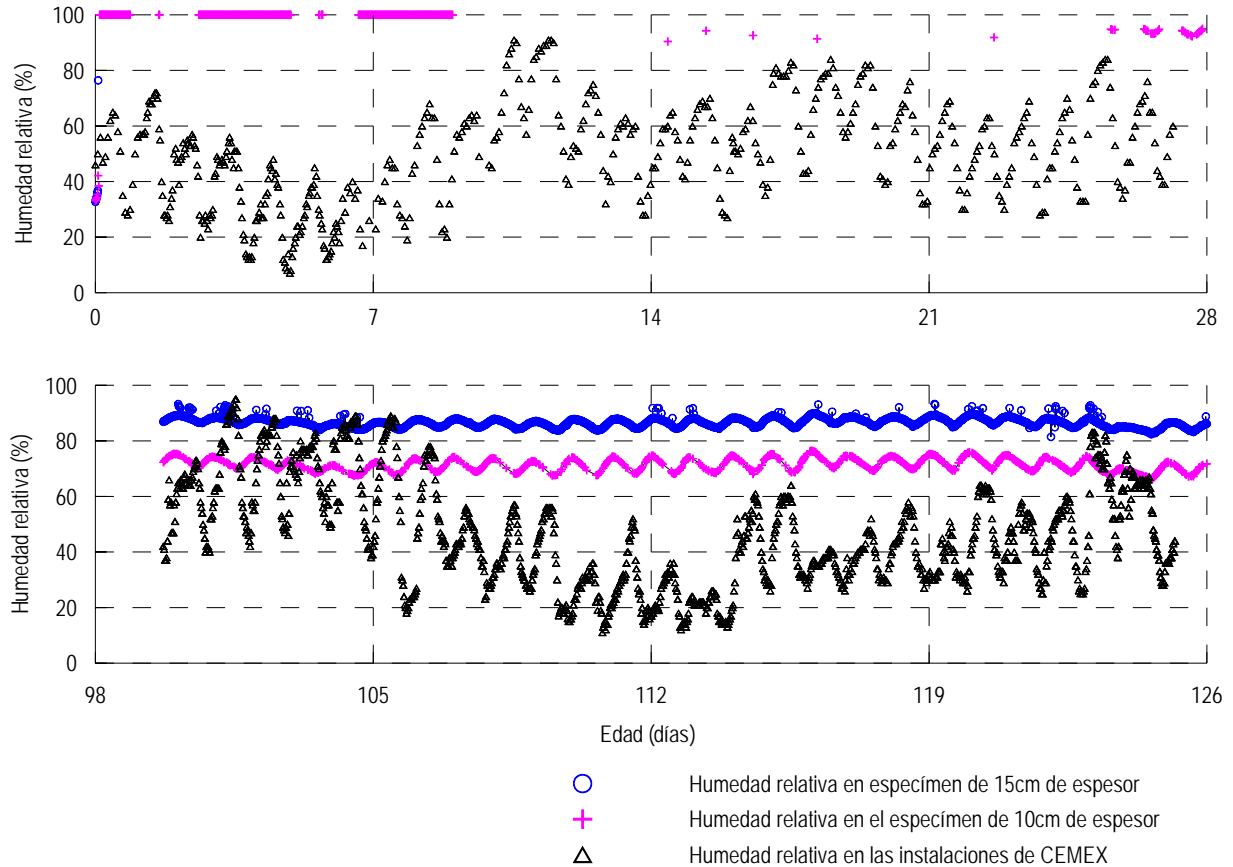 100
80
60
40
20
0
Humedad relativa (%)
0 7 14 21 28
100
80
60
40
20
0
Humedad relativa (%)
98 105 112 119 126
Edad (días)
Humedad relativa en espécímen de 15cm de espesor
Humedad relativa en el espécímen de 10cm de espesor
Humedad relativa en las instalaciones de CEMEX